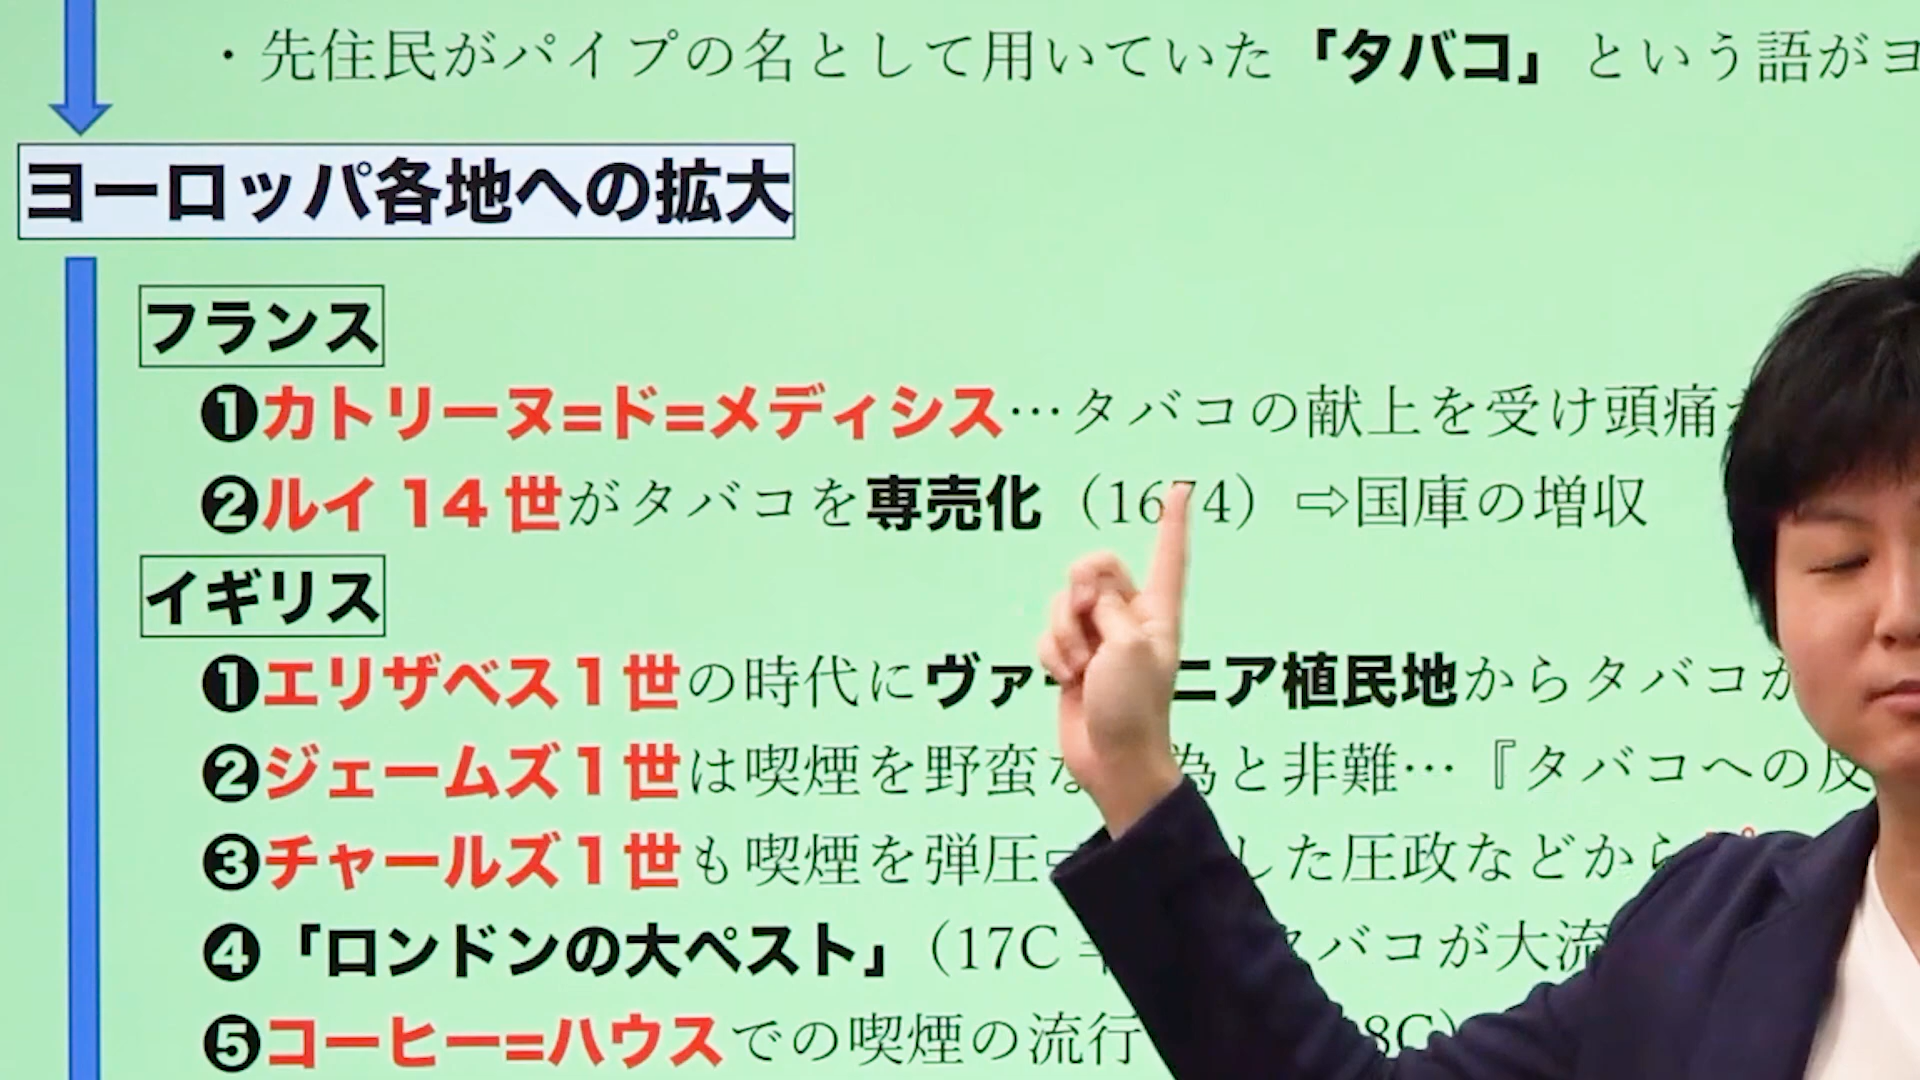 ・先住民がパイプの名として用いていた「タバコ」という語がヨ
ヨーロッパ各地への拡大
フランス
❶カトリーヌ=ド=メディシス…タバコの献上を受け頭痛
❷ルイ14世がタバコを専売化（1674）⇨国庫の増収
イギリス
❶エリザベス1世の時代にヴァ ニア植民地からタバコが
❷ジェームズ1世は喫煙を野蛮な 為と非難…『タバコへの反
❸チャールズ1世も喫煙を弾圧 した圧政などから
❹「ロンドンの大ペスト」（17C タバコが大流
❺コーヒー=ハウスでの喫煙の流行 8C）